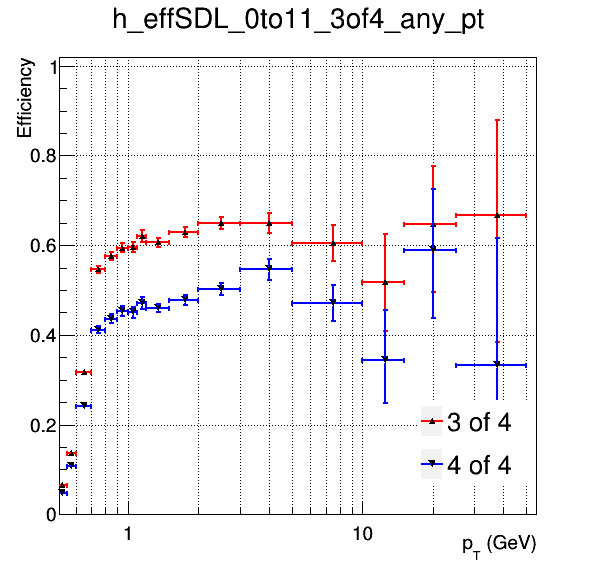 h_effSDL_0to11_3of4_any_pt
Efficiency
1
0.8
0.6
0.4
0.2
0
3 of 4
4 of 4
1
10
p_T (GeV)